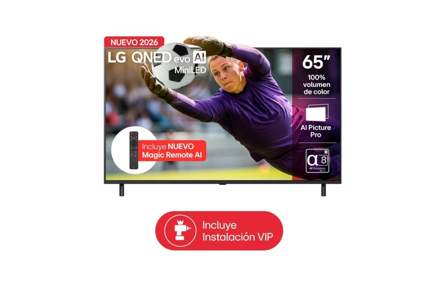 NUEVO 2026
LG QNED evo AI
MiniLED
65”
100%
volumen
de color
AI Picture
Pro
α8
Incluye NUEVO
Magic Remote AI
Incluye
Instalación VIP